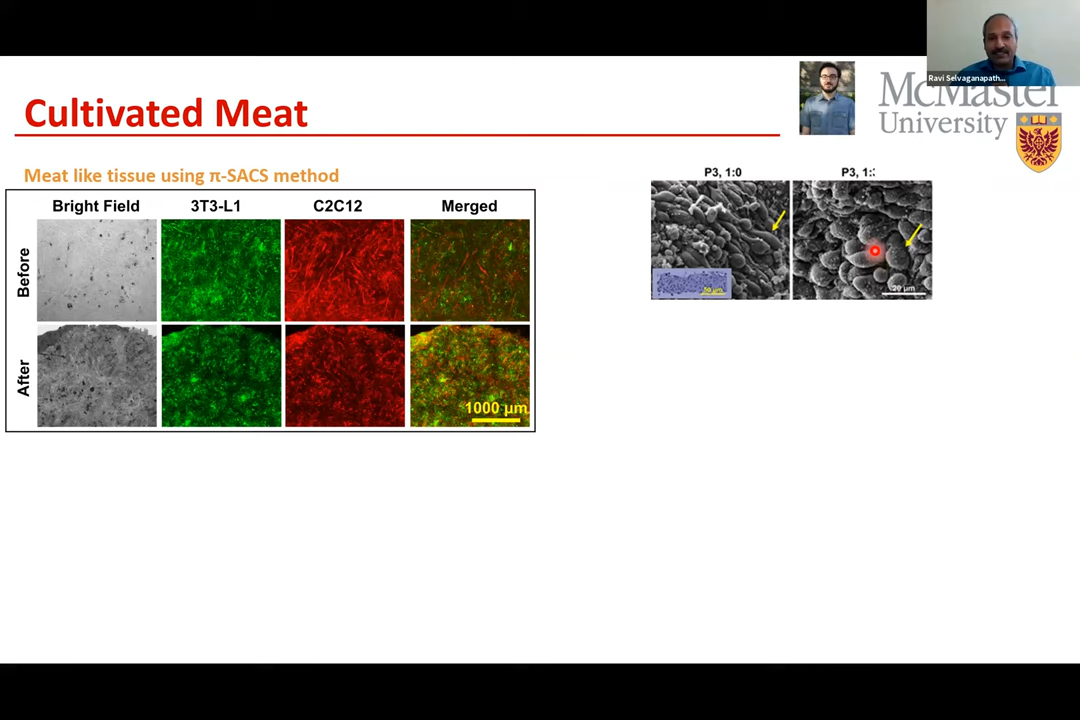 Ravi Selvaganapath...
Cultivated Meat
McMaster
University
Meat like tissue using π-SACS method
Bright Field 3T3-L1 C2C12 Merged
Before
After
1000 µm
P3, 1:0
P3, 1:
20 µm